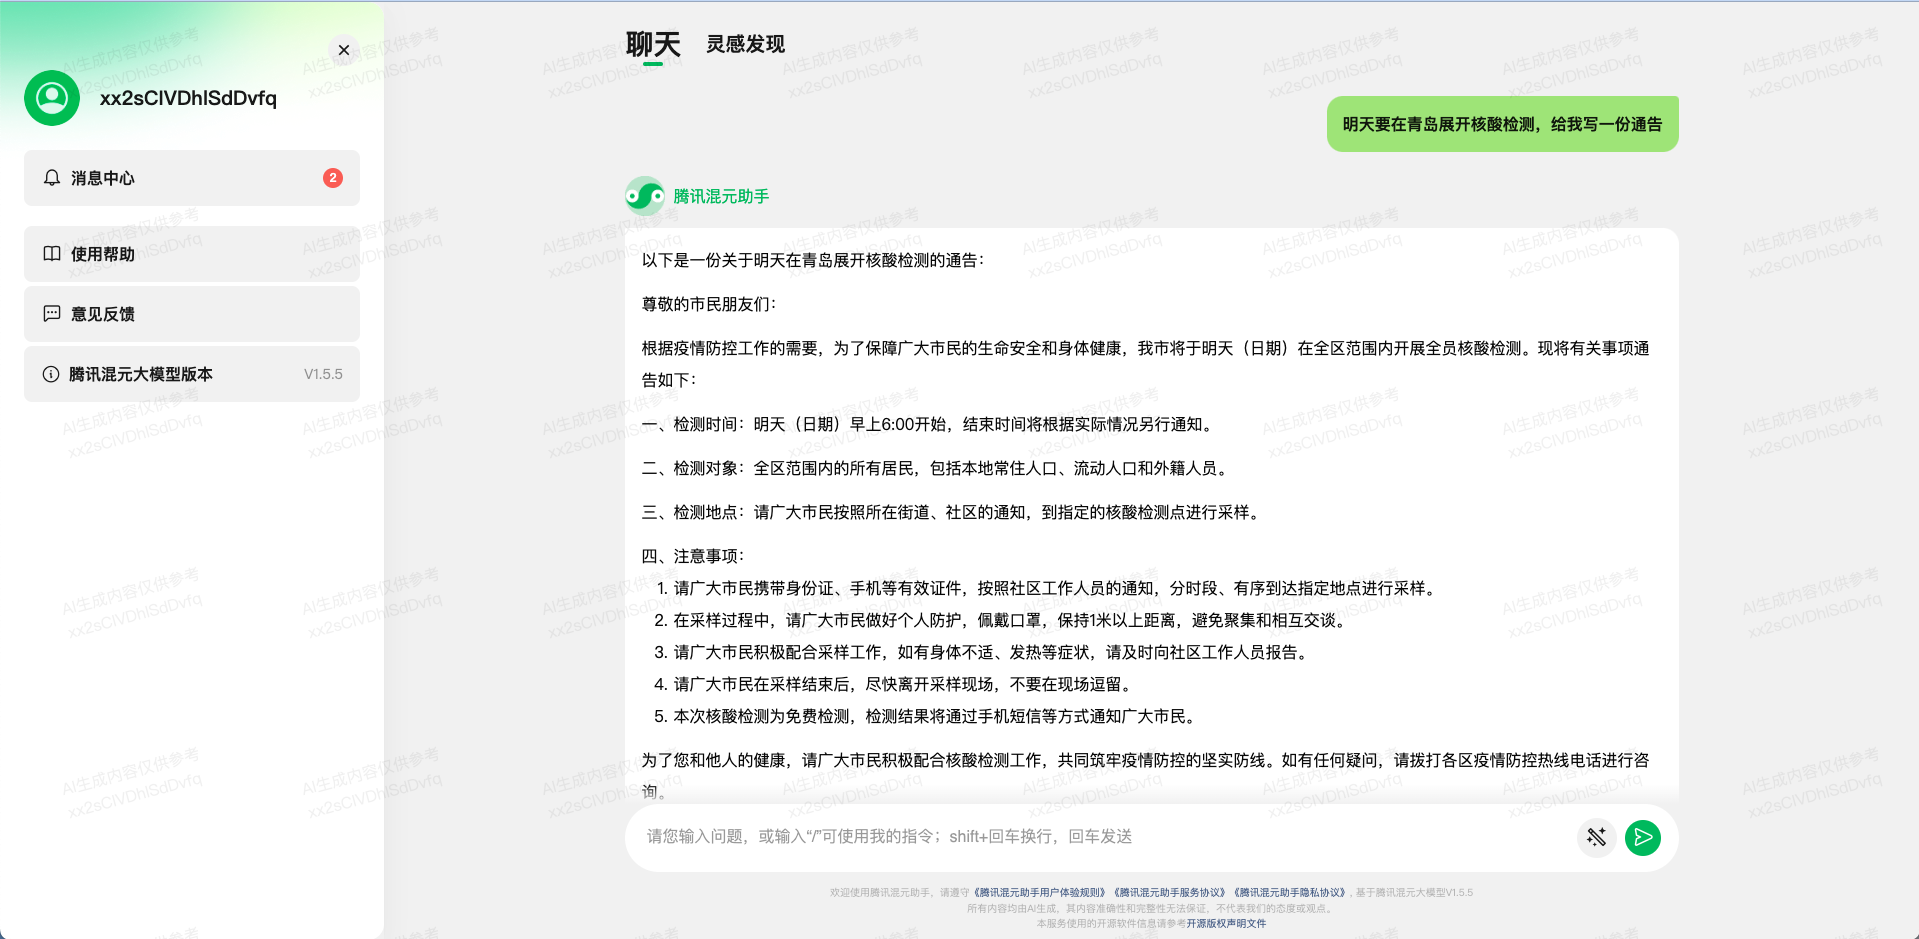 xx2sCIVDhlSdDvfq
消息中心
2
使用帮助
意见反馈
腾讯混元大模型版本
V1.5.5
聊天
灵感发现
明天要在青岛展开核酸检测，给我写一份通告
腾讯混元助手
以下是一份关于明天在青岛展开核酸检测的通告：
尊敬的市民朋友们：
根据疫情防控工作的需要，为了保障广大市民的生命安全和身体健康，我市将于明天（日期）在全区范围内开展全员核酸检测。现将有关事项通
告如下：
一、检测时间：明天（日期）早上6:00开始，结束时间将根据实际情况另行通知。
二、检测对象：全区范围内的所有居民，包括本地常住人口、流动人口和外籍人员。
三、检测地点：请广大市民按照所在街道、社区的通知，到指定的核酸检测点进行采样。
四、注意事项：
1. 请广大市民携带身份证、手机等有效证件，按照社区工作人员的通知，分时段、有序到达指定地点进行采样。
2. 在采样过程中，请广大市民做好个人防护，佩戴口罩，保持1米以上距离，避免聚集和相互交谈。
3. 请广大市民积极配合采样工作，如有身体不适、发热等症状，请及时向社区工作人员报告。
4. 请广大市民在采样结束后，尽快离开采样现场，不要在现场逗留。
5. 本次核酸检测为免费检测，检测结果将通过手机短信等方式通知广大市民。
为了您和他人的健康，请广大市民积极配合核酸检测工作，共同筑牢疫情防控的坚实防线。如有任何疑问，请拨打各区疫情防控热线电话进行咨
询。
请您输入问题，或输入“/”可使用我的指令；shift+回车换行，回车发送
欢迎使用腾讯混元助手，请遵守《腾讯混元助手用户体验规则》《腾讯混元助手服务协议》《腾讯混元助手隐私协议》, 基于腾讯混元大模型V1.5.5
所有内容均由AI生成，其内容准确性和完整性无法保证，不代表我们的态度或观点。
本服务使用的开源软件信息请参考开源版权声明文件
AI生成内容仅供参考
xx2sCIVDhlSdDvfq